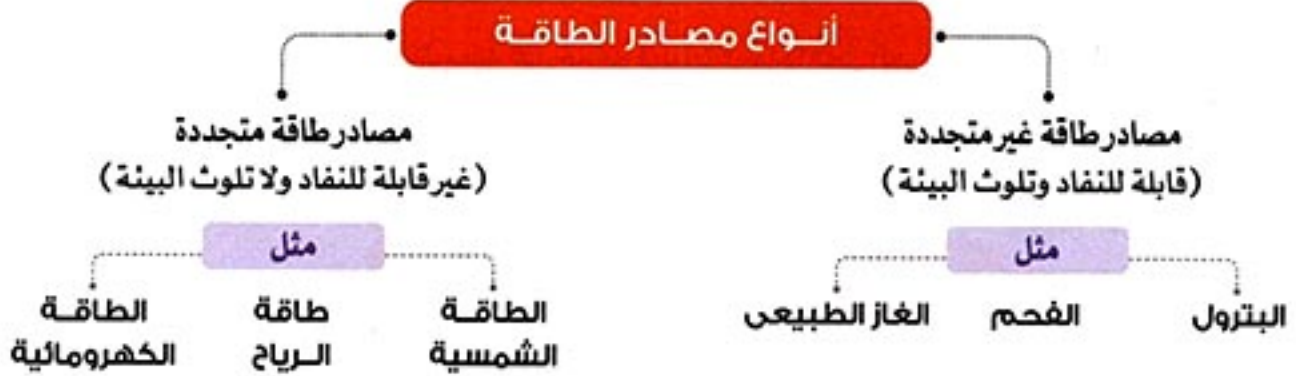 أنـواع مصـادر الطاقـة
مصادر طاقة غير متجددة
(قابلة للنفاد وتلوث البيئة)
مثل
البترول
الفحم
الغاز الطبيعى
مصادر طاقة متجددة
(غير قابلة للنفاد ولا تلوث البيئة)
مثل
الطاقـة
الشمسية
طاقة
الـرياح
الطاقـة
الكهرومائية